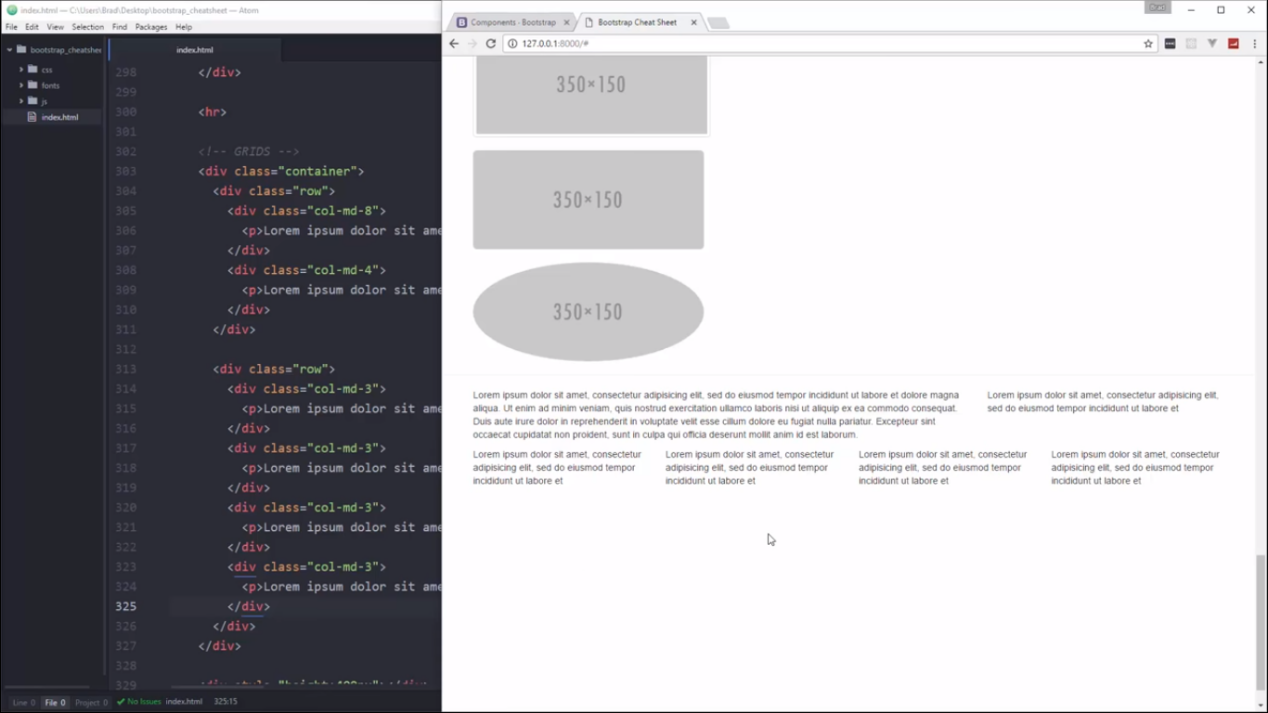 index.html — C:\Users\Brad\Desktop\bootstrap_cheatsheet — Atom
File Edit View Selection Find Packages Help
bootstrap_cheatshee
css
fonts
js
index.html
index.html
298 </div>
299
300 <hr>
301
302 <!-- GRIDS -->
303 <div class="container">
304 <div class="row">
305 <div class="col-md-8">
306 <p>Lorem ipsum dolor sit ame
307 </div>
308 <div class="col-md-4">
309 <p>Lorem ipsum dolor sit ame
310 </div>
311 </div>
312
313 <div class="row">
314 <div class="col-md-3">
315 <p>Lorem ipsum dolor sit ame
316 </div>
317 <div class="col-md-3">
318 <p>Lorem ipsum dolor sit ame
319 </div>
320 <div class="col-md-3">
321 <p>Lorem ipsum dolor sit ame
322 </div>
323 <div class="col-md-3">
324 <p>Lorem ipsum dolor sit ame
325 </div>
326 </div>
327 </div>
328
329
Line 0 File 0 Project 0 No Issues index.html 325:15
Components · Bootstrap
Bootstrap Cheat Sheet
127.0.0.1:8000/#
350×150
350×150
350×150
Lorem ipsum dolor sit amet, consectetur adipisicing elit, sed do eiusmod tempor incididunt ut labore et dolore magna
aliqua. Ut enim ad minim veniam, quis nostrud exercitation ullamco laboris nisi ut aliquip ex ea commodo consequat.
Duis aute irure dolor in reprehenderit in voluptate velit esse cillum dolore eu fugiat nulla pariatur. Excepteur sint
occaecat cupidatat non proident, sunt in culpa qui officia deserunt mollit anim id est laborum.
Lorem ipsum dolor sit amet, consectetur adipisicing elit,
sed do eiusmod tempor incididunt ut labore et
Lorem ipsum dolor sit amet, consectetur
adipisicing elit, sed do eiusmod tempor
incididunt ut labore et
Lorem ipsum dolor sit amet, consectetur
adipisicing elit, sed do eiusmod tempor
incididunt ut labore et
Lorem ipsum dolor sit amet, consectetur
adipisicing elit, sed do eiusmod tempor
incididunt ut labore et
Lorem ipsum dolor sit amet, consectetur
adipisicing elit, sed do eiusmod tempor
incididunt ut labore et